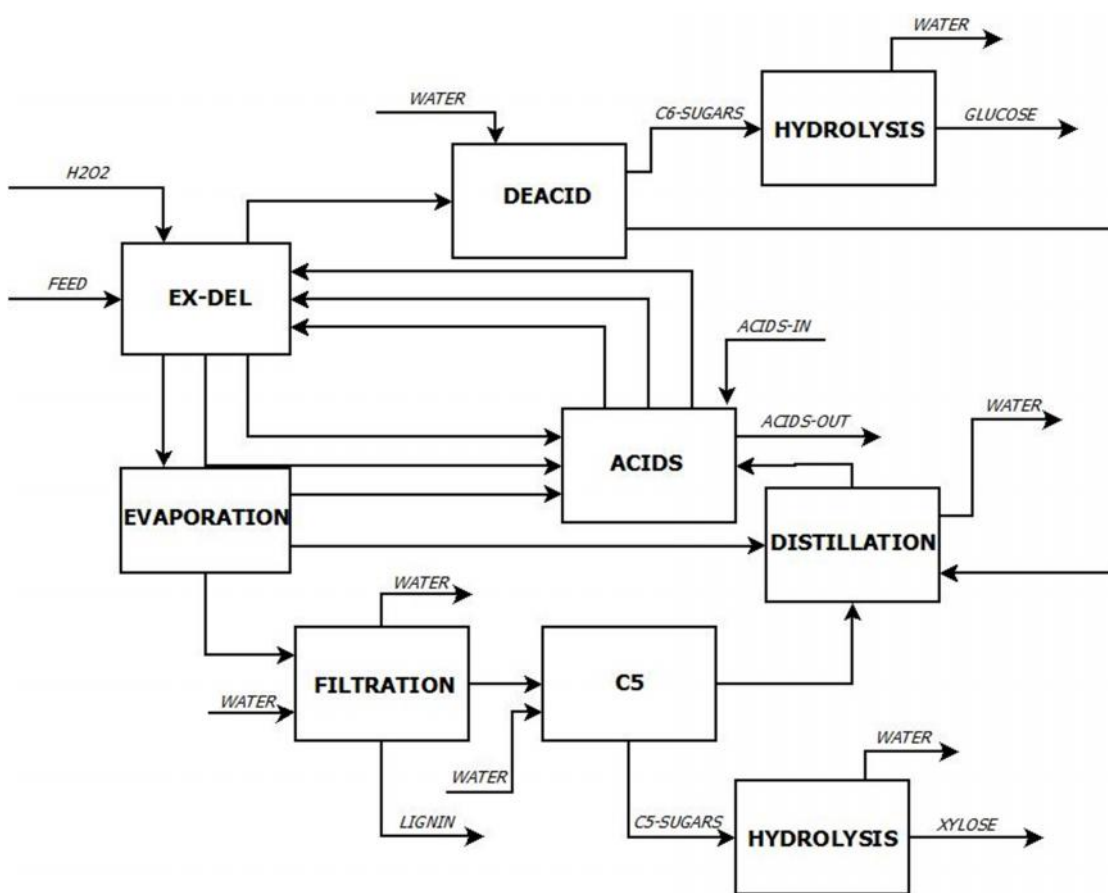 WATER
WATER
C6-SUGARS
HYDROLYSIS
GLUCOSE
H2O2
DEACID
FEED
EX-DEL
ACIDS-IN
WATER
ACIDS-OUT
ACIDS
EVAPORATION
DISTILLATION
WATER
FILTRATION
C5
WATER
WATER
WATER
LIGNIN
C5-SUGARS
HYDROLYSIS
XYLOSE